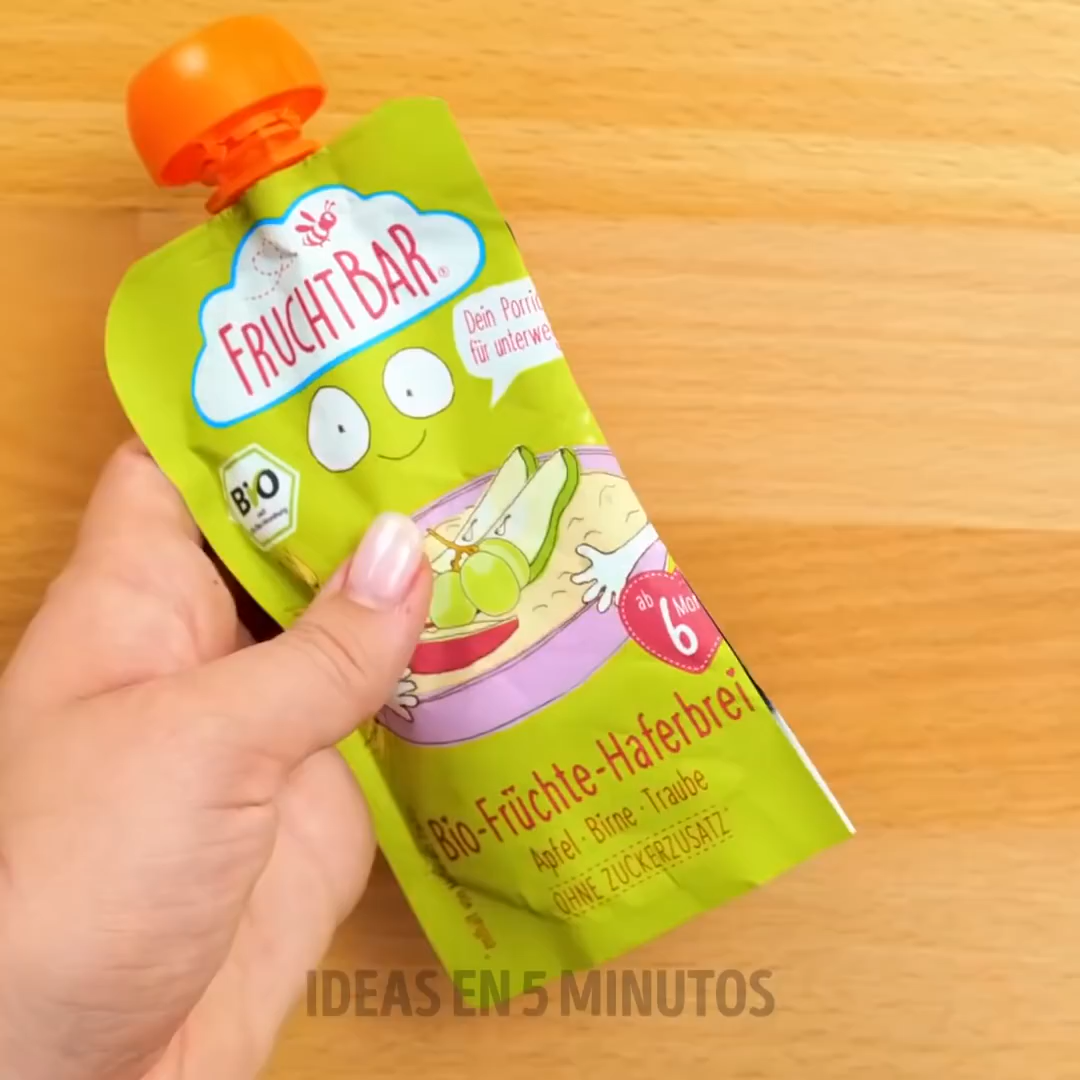 FRUCHTBAR®
Dein Porrid
für unterwe
BiO
ab
6
Mon
Bio-Früchte-Haferbrei
Apfel · Birne · Traube
OHNE ZUCKERZUSATZ
IDEAS EN 5 MINUTOS